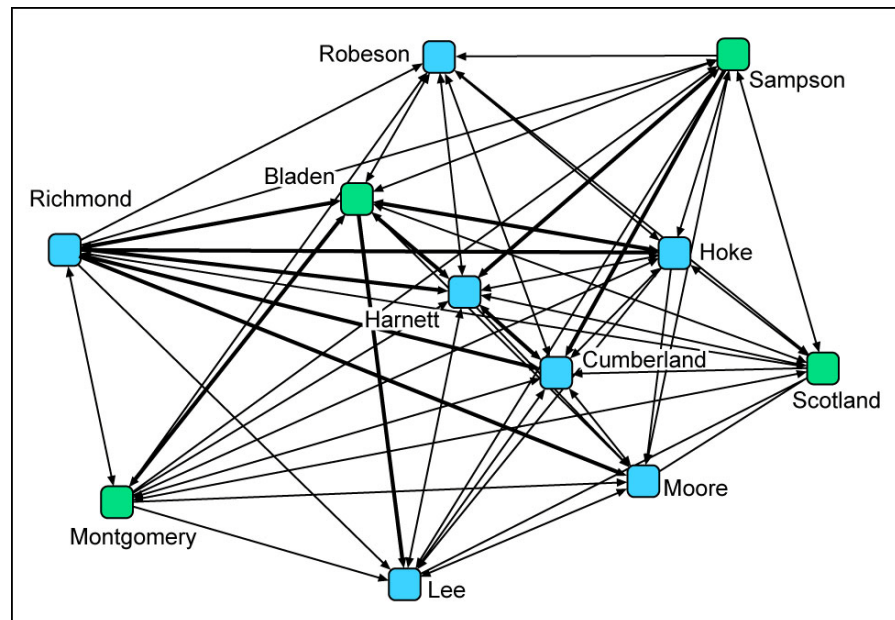 Robeson
Sampson
Bladen
Richmond
Hoke
Harnett
Cumberland
Scotland
Moore
Montgomery
Lee